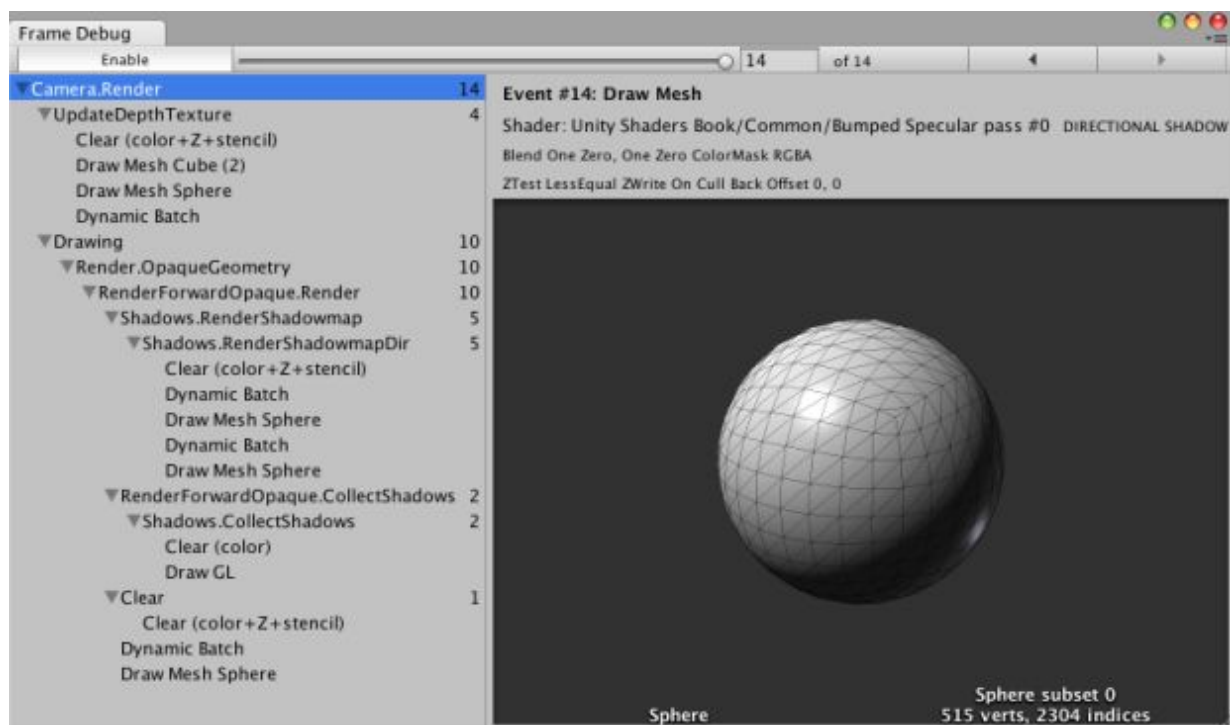 Frame Debug
Enable 14 of 14
Camera.Render 14
UpdateDepthTexture 4
Clear (color+Z+stencil)
Draw Mesh Cube (2)
Draw Mesh Sphere
Dynamic Batch
Drawing 10
Render.OpaqueGeometry 10
RenderForwardOpaque.Render 10
Shadows.RenderShadowmap 5
Shadows.RenderShadowmapDir 5
Clear (color+Z+stencil)
Dynamic Batch
Draw Mesh Sphere
Dynamic Batch
Draw Mesh Sphere
RenderForwardOpaque.CollectShadows 2
Shadows.CollectShadows 2
Clear (color)
Draw GL
Clear 1
Clear (color+Z+stencil)
Dynamic Batch
Draw Mesh Sphere
Event #14: Draw Mesh
Shader: Unity Shaders Book/Common/Bumped Specular pass #0 DIRECTIONAL SHADOW
Blend One Zero, One Zero ColorMask RGBA
ZTest LessEqual ZWrite On Cull Back Offset 0, 0
Sphere subset 0
Sphere 515 verts, 2304 indices